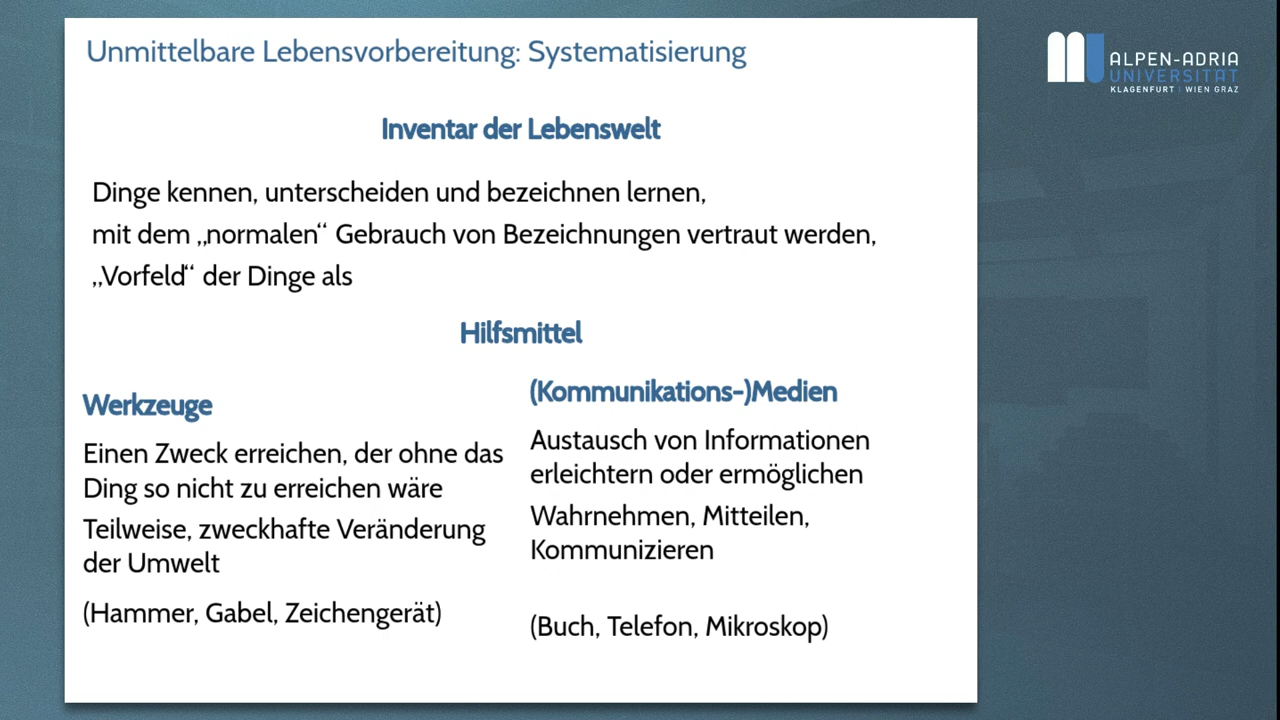 Unmittelbare Lebensvorbereitung: Systematisierung
ALPEN-ADRIA
UNIVERSITÄT
KLAGENFURT | WIEN GRAZ
Inventar der Lebenswelt
Dinge kennen, unterscheiden und bezeichnen lernen,
mit dem „normalen“ Gebrauch von Bezeichnungen vertraut werden,
„Vorfeld“ der Dinge als
Hilfsmittel
Werkzeuge
Einen Zweck erreichen, der ohne das
Ding so nicht zu erreichen wäre
Teilweise, zweckhafte Veränderung
der Umwelt
(Hammer, Gabel, Zeichengerät)
(Kommunikations-)Medien
Austausch von Informationen
erleichtern oder ermöglichen
Wahrnehmen, Mitteilen,
Kommunizieren
(Buch, Telefon, Mikroskop)